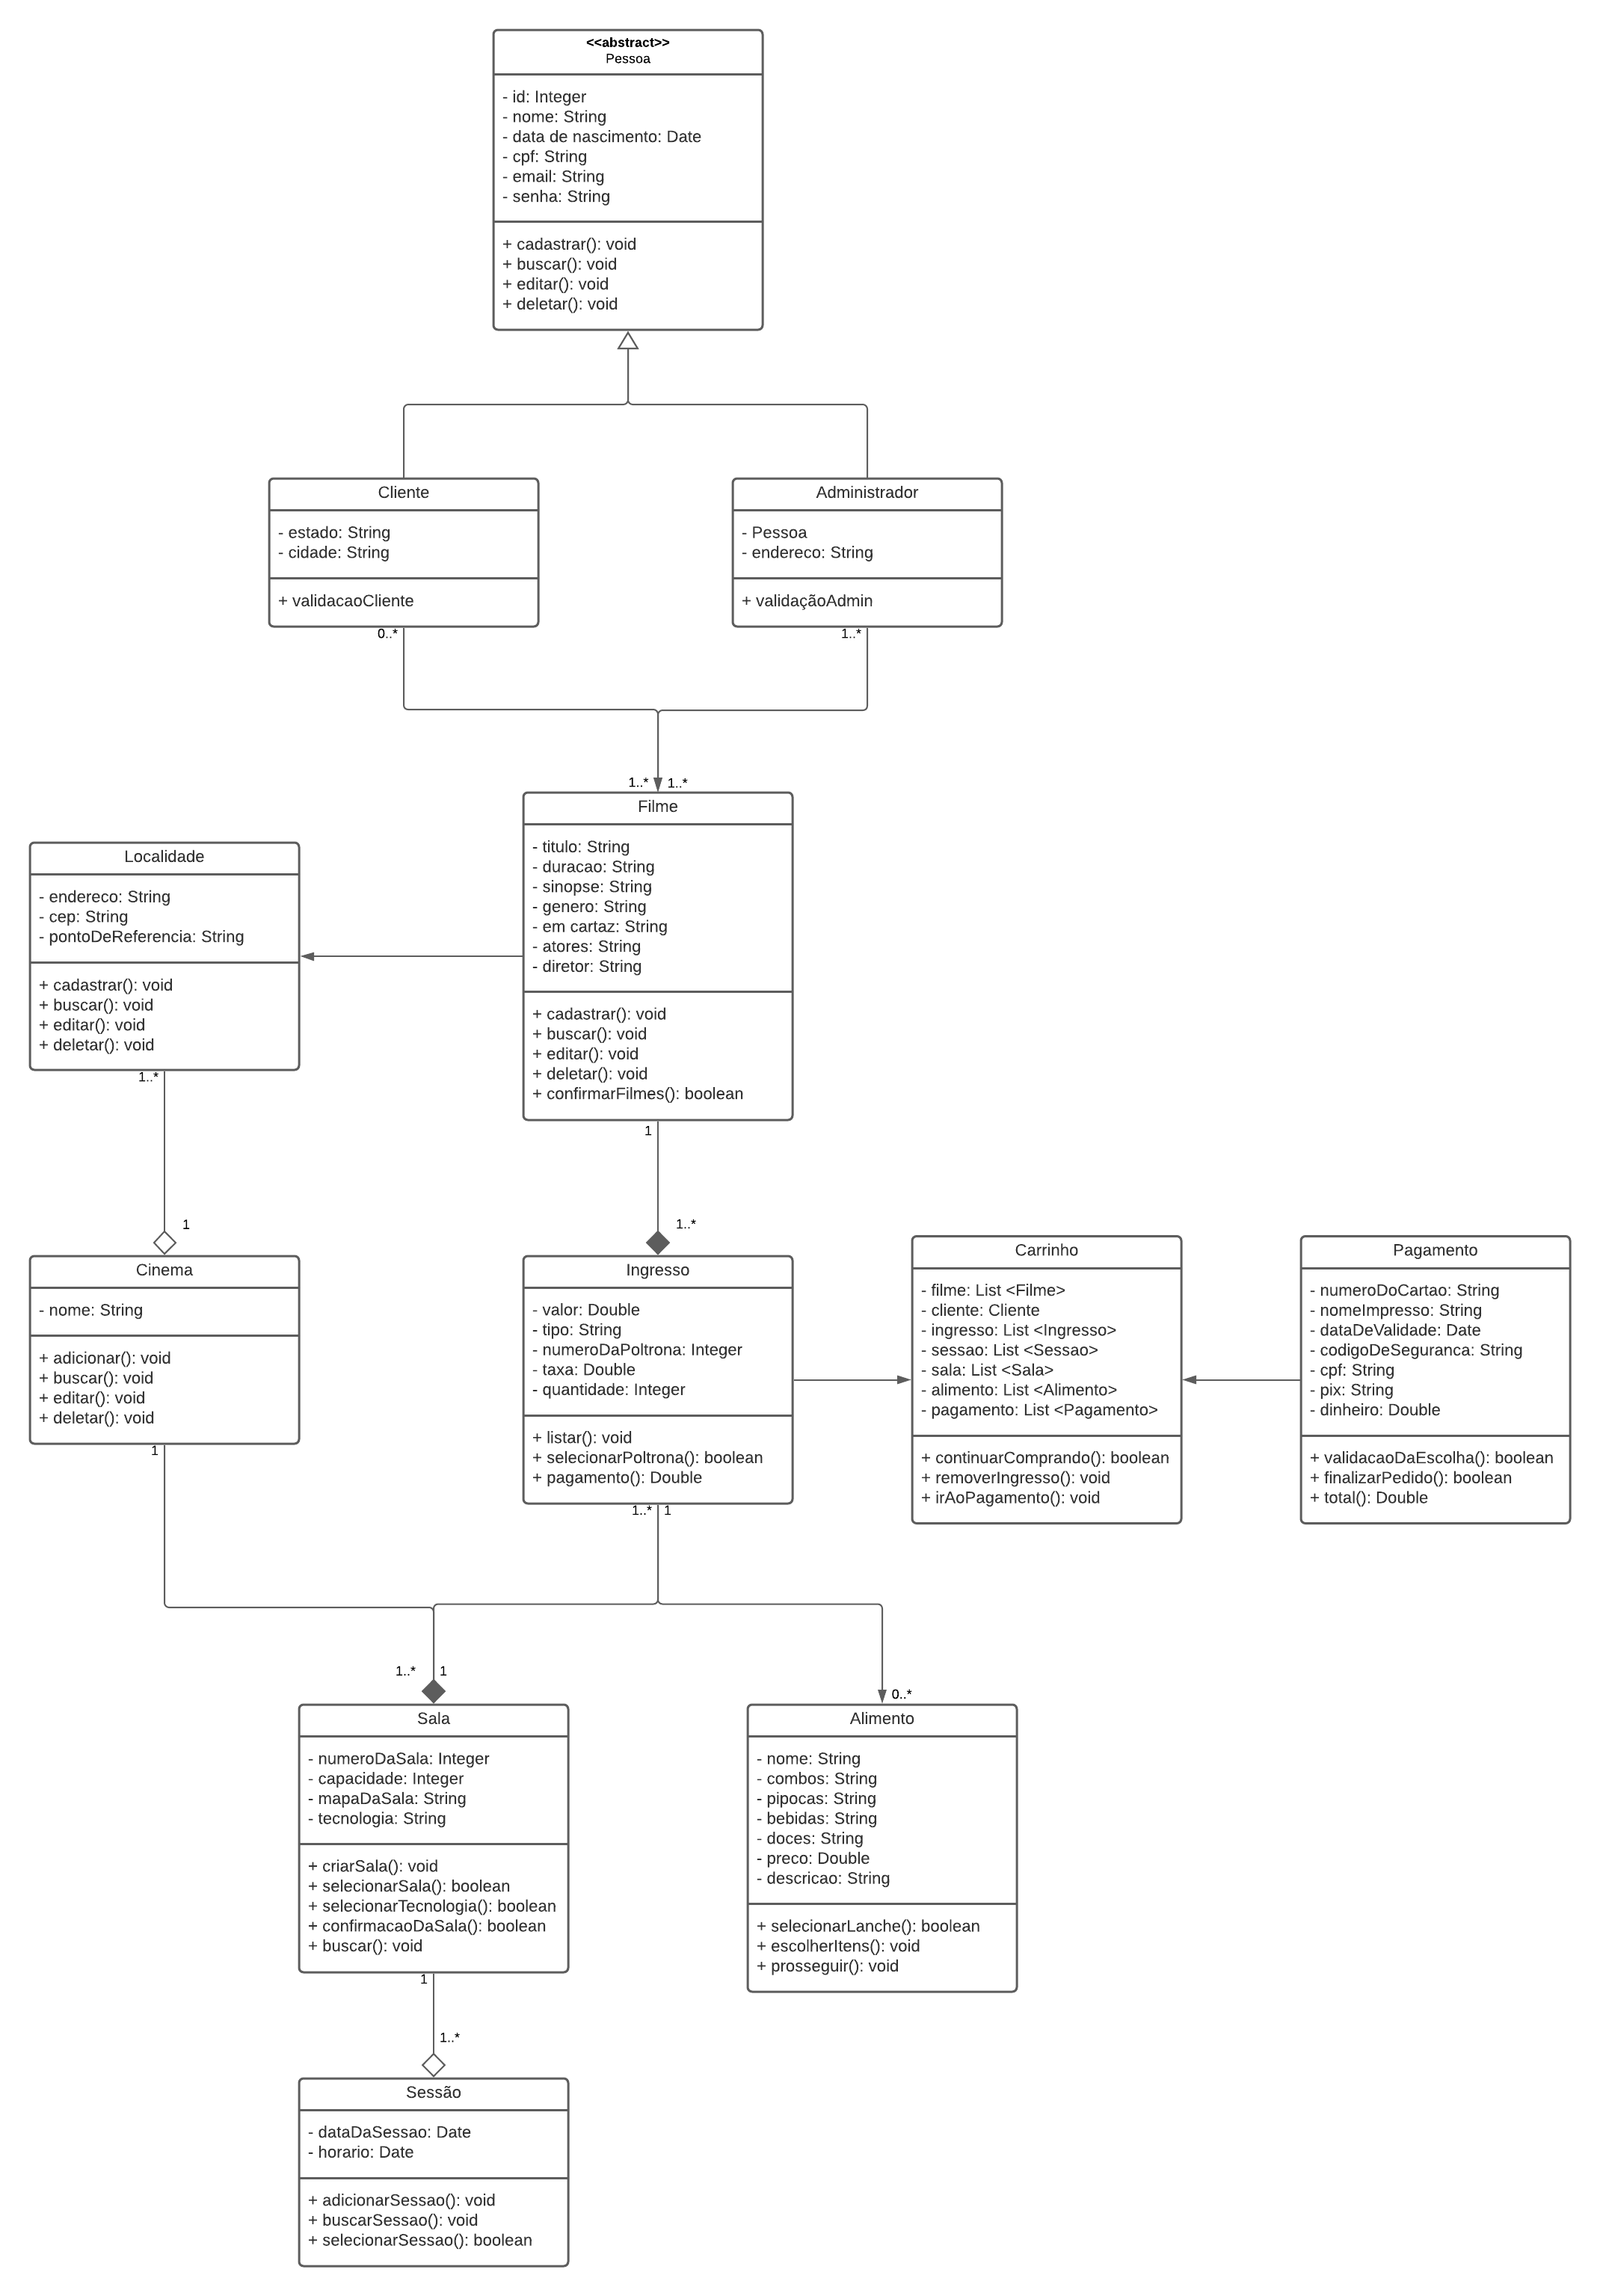 <<abstract>>
Pessoa
- id: Integer
- nome: String
- data de nascimento: Date
- cpf: String
- email: String
- senha: String
+ cadastrar(): void
+ buscar(): void
+ editar(): void
+ deletar(): void
Cliente
- estado: String
- cidade: String
+ validacaoCliente
0..*
Administrador
- Pessoa
- endereco: String
+ validaçãoAdmin
1..*
1..*
1..*
Filme
- titulo: String
- duracao: String
- sinopse: String
- genero: String
- em cartaz: String
- atores: String
- diretor: String
+ cadastrar(): void
+ buscar(): void
+ editar(): void
+ deletar(): void
+ confirmarFilmes(): boolean
1
Localidade
- endereco: String
- cep: String
- pontoDeReferencia: String
+ cadastrar(): void
+ buscar(): void
+ editar(): void
+ deletar(): void
1..*
1
Cinema
- nome: String
+ adicionar(): void
+ buscar(): void
+ editar(): void
+ deletar(): void
1
1..*
Ingresso
- valor: Double
- tipo: String
- numeroDaPoltrona: Integer
- taxa: Double
- quantidade: Integer
+ listar(): void
+ selecionarPoltrona(): boolean
+ pagamento(): Double
1..*
1
Carrinho
- filme: List <Filme>
- cliente: Cliente
- ingresso: List <Ingresso>
- sessao: List <Sessao>
- sala: List <Sala>
- alimento: List <Alimento>
- pagamento: List <Pagamento>
+ continuarComprando(): boolean
+ removerIngresso(): void
+ irAoPagamento(): void
Pagamento
- numeroDoCartao: String
- nomeImpresso: String
- dataDeValidade: Date
- codigoDeSeguranca: String
- cpf: String
- pix: String
- dinheiro: Double
+ validacaoDaEscolha(): boolean
+ finalizarPedido(): boolean
+ total(): Double
1..*
1
Sala
- numeroDaSala: Integer
- capacidade: Integer
- mapaDaSala: String
- tecnologia: String
+ criarSala(): void
+ selecionarSala(): boolean
+ selecionarTecnologia(): boolean
+ confirmacaoDaSala(): boolean
+ buscar(): void
1
0..*
Alimento
- nome: String
- combos: String
- pipocas: String
- bebidas: String
- doces: String
- preco: Double
- descricao: String
+ selecionarLanche(): boolean
+ escolherItens(): void
+ prosseguir(): void
1..*
Sessão
- dataDaSessao: Date
- horario: Date
+ adicionarSessao(): void
+ buscarSessao(): void
+ selecionarSessao(): boolean